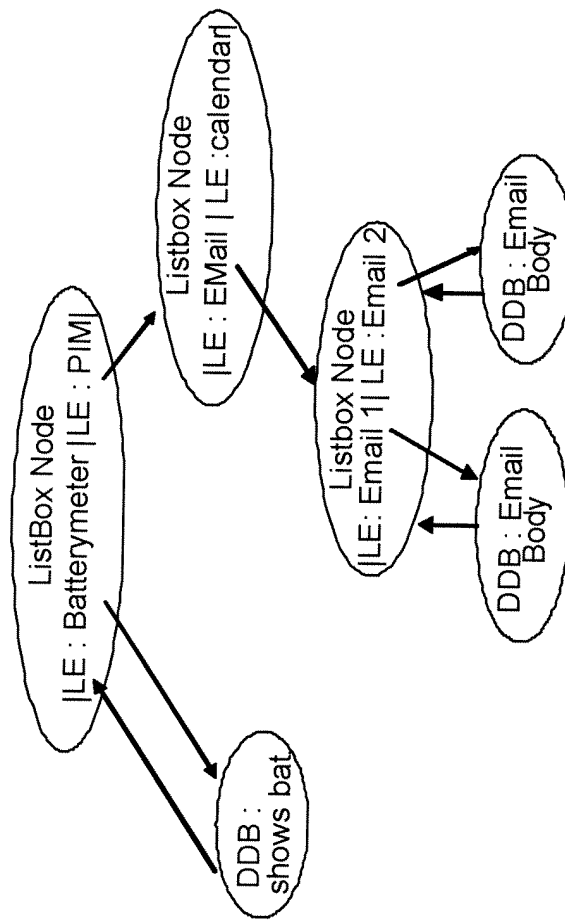 ListBox Node
|LE : Batterymeter |LE : PIM|
Listbox Node
|LE : EMail | LE :calendar|
DDB :
shows bat
Listbox Node
|LE: Email 1| LE :Email 2
DDB : Email
Body
DDB : Email
Body